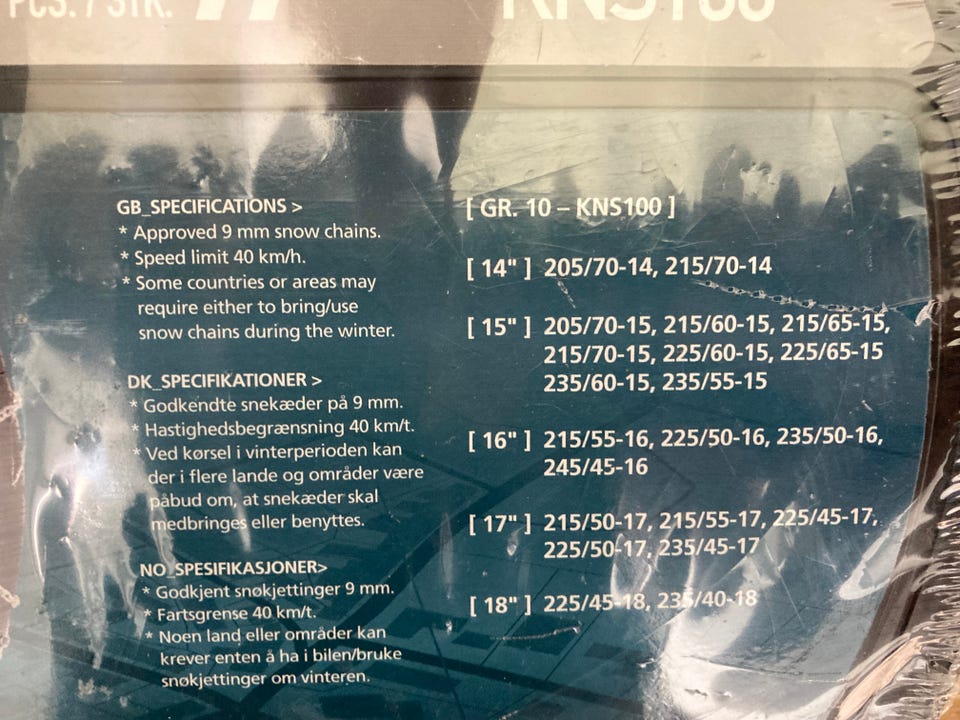 PCS. / STK.
KNS100
GB_SPECIFICATIONS >
* Approved 9 mm snow chains.
* Speed limit 40 km/h.
* Some countries or areas may
require either to bring/use
snow chains during the winter.
DK_SPECIFIKATIONER >
* Godkendte snekæder på 9 mm.
* Hastighedsbegrænsning 40 km/t.
* Ved kørsel i vinterperioden kan
der i flere lande og områder være
påbud om, at snekæder skal
medbringes eller benyttes.
NO_SPESIFIKASJONER>
* Godkjent snøkjettinger 9 mm.
* Fartsgrense 40 km/t.
* Noen land eller områder kan
krever enten å ha i bilen/bruke
snøkjettinger om vinteren.
[ GR. 10 – KNS100 ]
[ 14" ] 205/70-14, 215/70-14
[ 15" ] 205/70-15, 215/60-15, 215/65-15,
215/70-15, 225/60-15, 225/65-15
235/60-15, 235/55-15
[ 16" ] 215/55-16, 225/50-16, 235/50-16,
245/45-16
[ 17" ] 215/50-17, 215/55-17, 225/45-17,
225/50-17, 235/45-17
[ 18" ] 225/45-18, 235/40-18